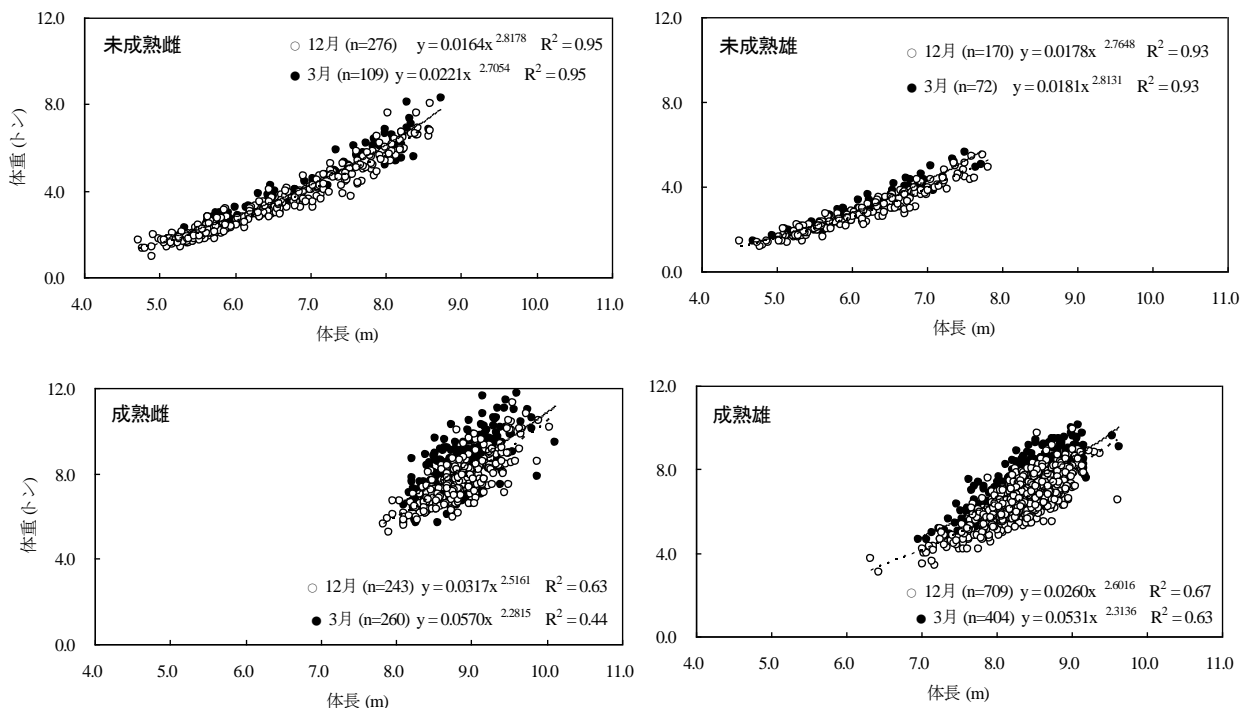 未成熟雌
○ 12月 (n=276) y=0.0164x^2.8178 R^2=0.95
● 3月 (n=109) y=0.0221x^2.7054 R^2=0.95
12.0
8.0
4.0
0.0
体重 (トン)
4.0 5.0 6.0 7.0 8.0 9.0 10.0 11.0
体長 (m)
未成熟雄
○ 12月 (n=170) y=0.0178x^2.7648 R^2=0.93
● 3月 (n=72) y=0.0181x^2.8131 R^2=0.93
12.0
8.0
4.0
0.0
4.0 5.0 6.0 7.0 8.0 9.0 10.0 11.0
体長 (m)
成熟雌
12.0
8.0
4.0
0.0
体重 (トン)
○ 12月 (n=243) y=0.0317x^2.5161 R^2=0.63
● 3月 (n=260) y=0.0570x^2.2815 R^2=0.44
4.0 5.0 6.0 7.0 8.0 9.0 10.0 11.0
体長 (m)
成熟雄
12.0
8.0
4.0
0.0
○ 12月 (n=709) y=0.0260x^2.6016 R^2=0.67
● 3月 (n=404) y=0.0531x^2.3136 R^2=0.63
4.0 5.0 6.0 7.0 8.0 9.0 10.0 11.0
体長 (m)